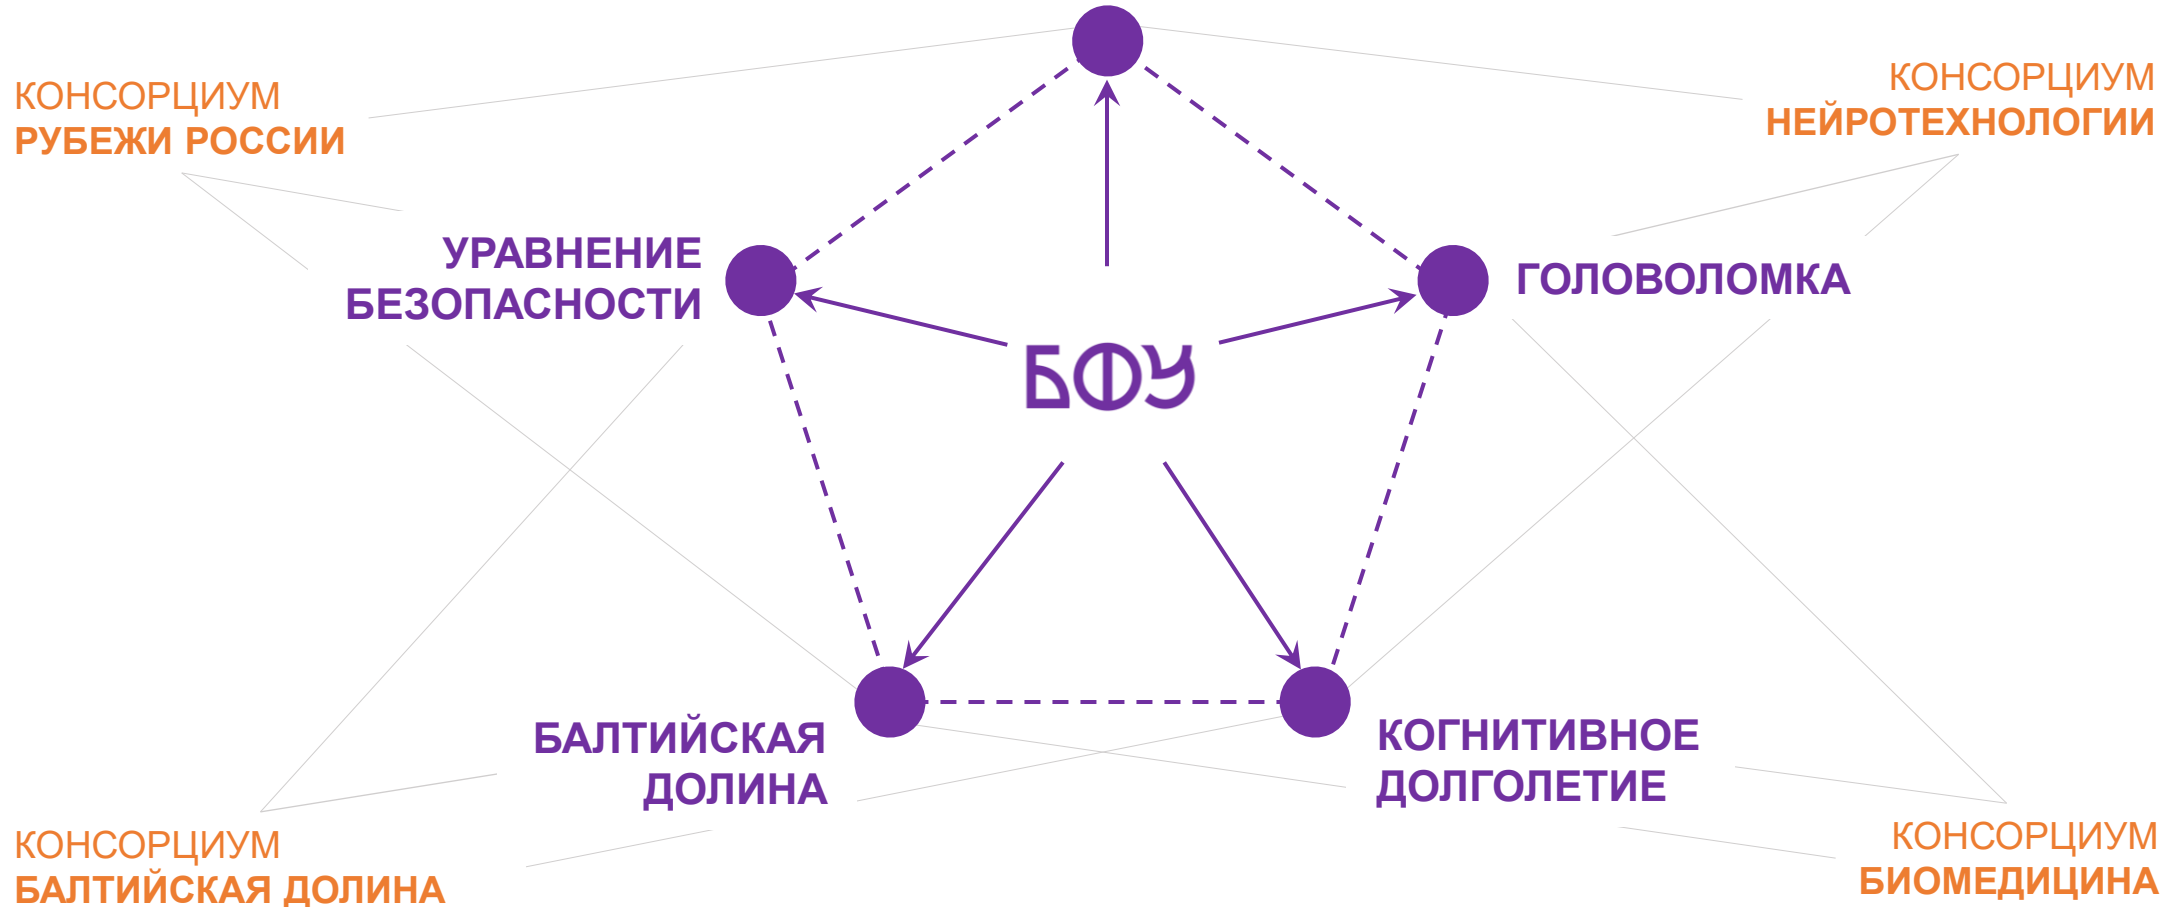 КОНСОРЦИУМ
РУБЕЖИ РОССИИ
КОНСОРЦИУМ
НЕЙРОТЕХНОЛОГИИ
УРАВНЕНИЕ
БЕЗОПАСНОСТИ
ГОЛОВОЛОМКА
БФУ
БАЛТИЙСКАЯ
ДОЛИНА
КОГНИТИВНОЕ
ДОЛГОЛЕТИЕ
КОНСОРЦИУМ
БАЛТИЙСКАЯ ДОЛИНА
КОНСОРЦИУМ
БИОМЕДИЦИНА